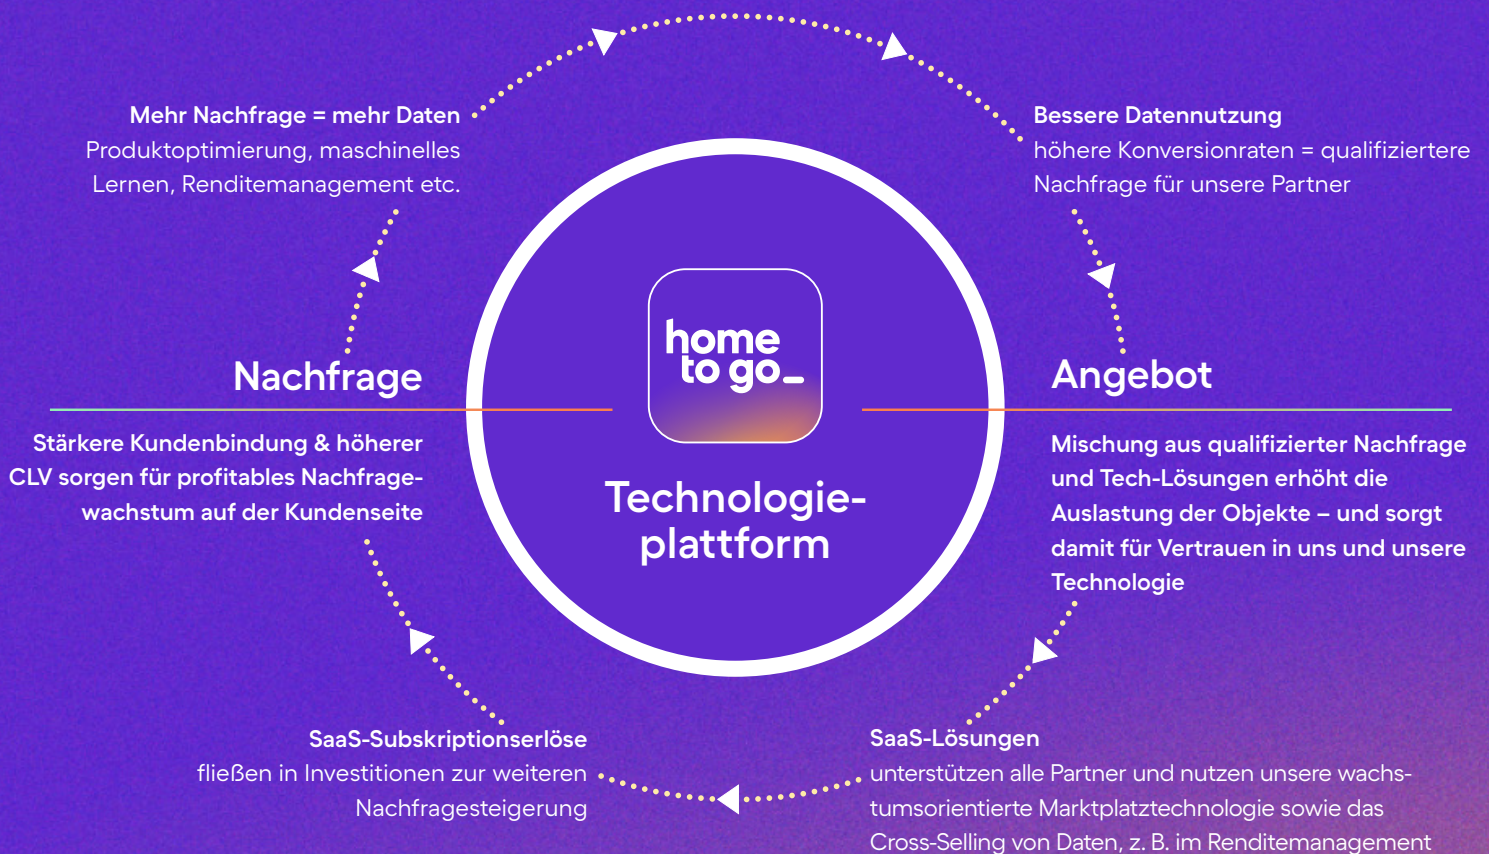 Mehr Nachfrage = mehr Daten
Produktoptimierung, maschinelles
Lernen, Renditemanagement etc.
Bessere Datennutzung
höhere Konversionraten = qualifiziertere
Nachfrage für unsere Partner
home
to go_
Technologie-
plattform
Nachfrage
Stärkere Kundenbindung & höherer
CLV sorgen für profitables Nachfrage-
wachstum auf der Kundenseite
Angebot
Mischung aus qualifizierter Nachfrage
und Tech-Lösungen erhöht die
Auslastung der Objekte – und sorgt
damit für Vertrauen in uns und unsere
Technologie
SaaS-Subskriptionserlöse
fließen in Investitionen zur weiteren
Nachfragesteigerung
SaaS-Lösungen
unterstützen alle Partner und nutzen unsere wachs-
tumsorientierte Marktplatztechnologie sowie das
Cross-Selling von Daten, z. B. im Renditemanagement